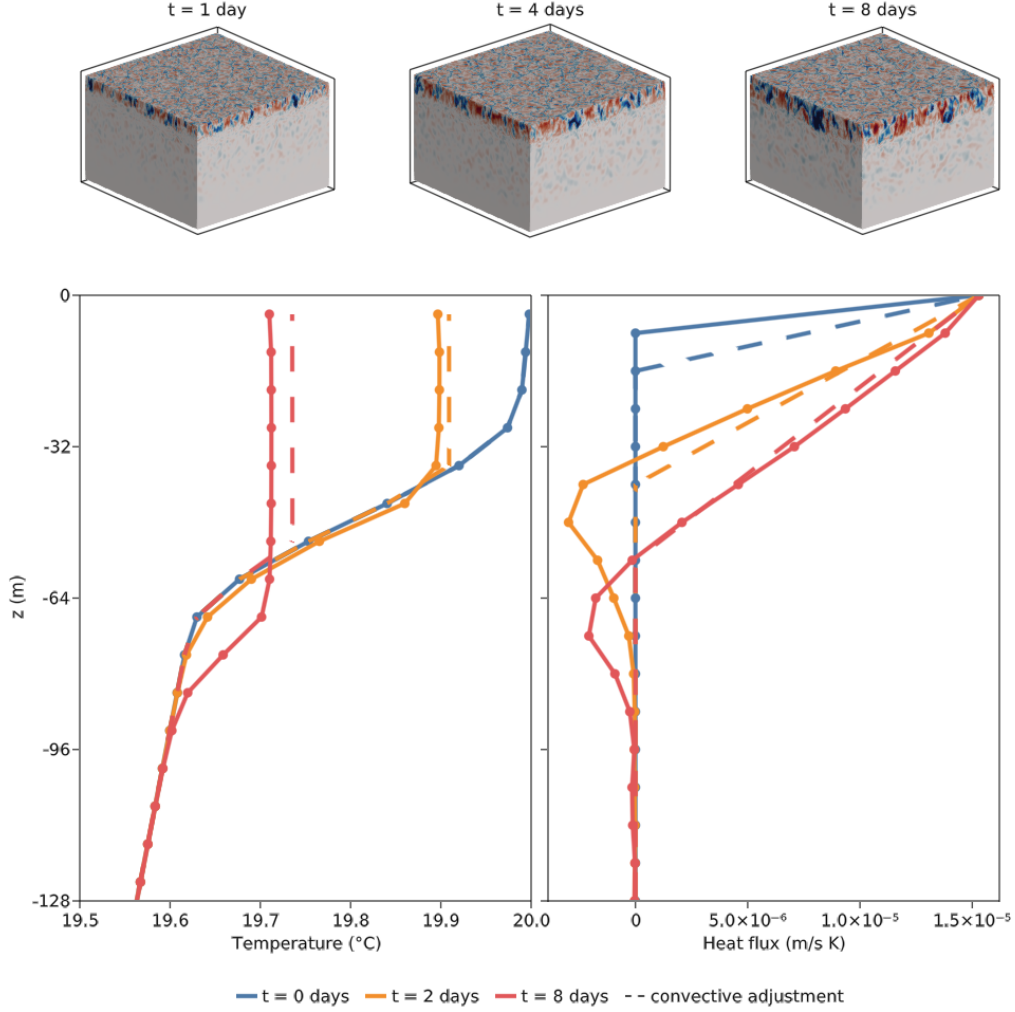 t = 1 day
t = 4 days
t = 8 days
0
-32
-64
-96
-128
z (m)
19.5
19.6
19.7
19.8
19.9
20.0
Temperature (°C)
0
5.0×10⁻⁶
1.0×10⁻⁵
1.5×10⁻⁵
Heat flux (m/s K)
t = 0 days
t = 2 days
t = 8 days
convective adjustment